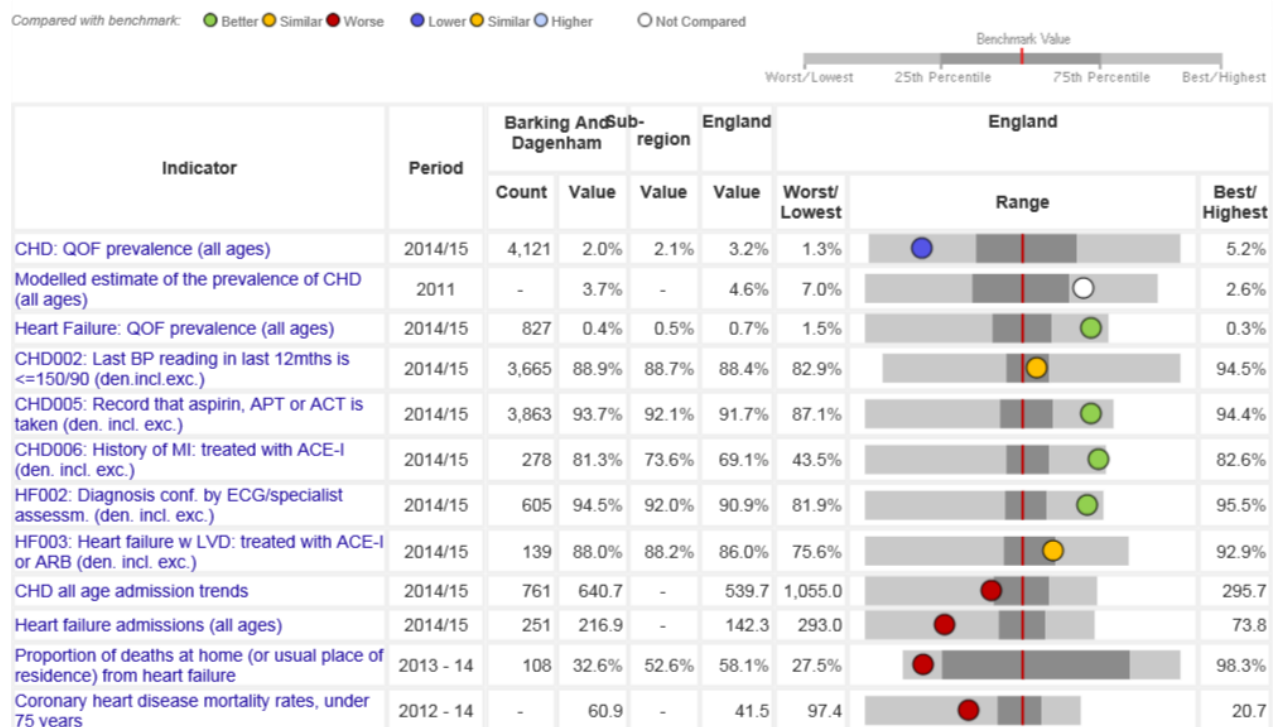 Compared with benchmark: Better Similar Worse Lower Similar Higher Not Compared
Benchmark Value
Worst/Lowest 25th Percentile 75th Percentile Best/Highest
Indicator Period Barking And Dagenham Sub-region England England
Count Value Value Value Worst/Lowest Range Best/Highest
CHD: QOF prevalence (all ages) 2014/15 4,121 2.0% 2.1% 3.2% 1.3% 5.2%
Modelled estimate of the prevalence of CHD
(all ages) 2011 - 3.7% - 4.6% 7.0% 2.6%
Heart Failure: QOF prevalence (all ages) 2014/15 827 0.4% 0.5% 0.7% 1.5% 0.3%
CHD002: Last BP reading in last 12mths is
<=150/90 (den.incl.exc.) 2014/15 3,665 88.9% 88.7% 88.4% 82.9% 94.5%
CHD005: Record that aspirin, APT or ACT is
taken (den. incl. exc.) 2014/15 3,863 93.7% 92.1% 91.7% 87.1% 94.4%
CHD006: History of MI: treated with ACE-I
(den. incl. exc.) 2014/15 278 81.3% 73.6% 69.1% 43.5% 82.6%
HF002: Diagnosis conf. by ECG/specialist
assessm. (den. incl. exc.) 2014/15 605 94.5% 92.0% 90.9% 81.9% 95.5%
HF003: Heart failure w LVD: treated with ACE-I
or ARB (den. incl. exc.) 2014/15 139 88.0% 88.2% 86.0% 75.6% 92.9%
CHD all age admission trends 2014/15 761 640.7 - 539.7 1,055.0 295.7
Heart failure admissions (all ages) 2014/15 251 216.9 - 142.3 293.0 73.8
Proportion of deaths at home (or usual place of
residence) from heart failure 2013 - 14 108 32.6% 52.6% 58.1% 27.5% 98.3%
Coronary heart disease mortality rates, under
75 years 2012 - 14 - 60.9 - 41.5 97.4 20.7